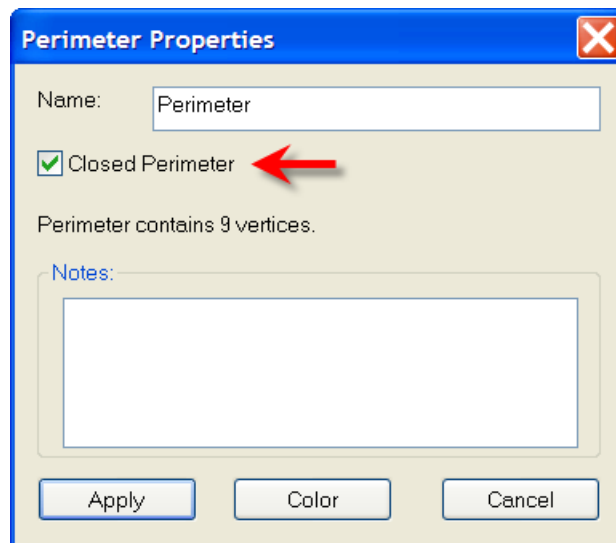 Perimeter Properties
Name: Perimeter
Closed Perimeter
Perimeter contains 9 vertices.
Notes:
Apply Color Cancel